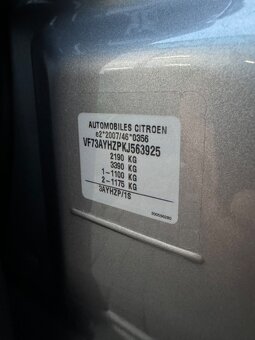 AUTOMOBILES CITROEN
e2*2007/46*0356
VF73AYHZPKJ563925
2190 KG
3390 KG
1-1100 KG
2-1175 KG
3AYHZP/1S